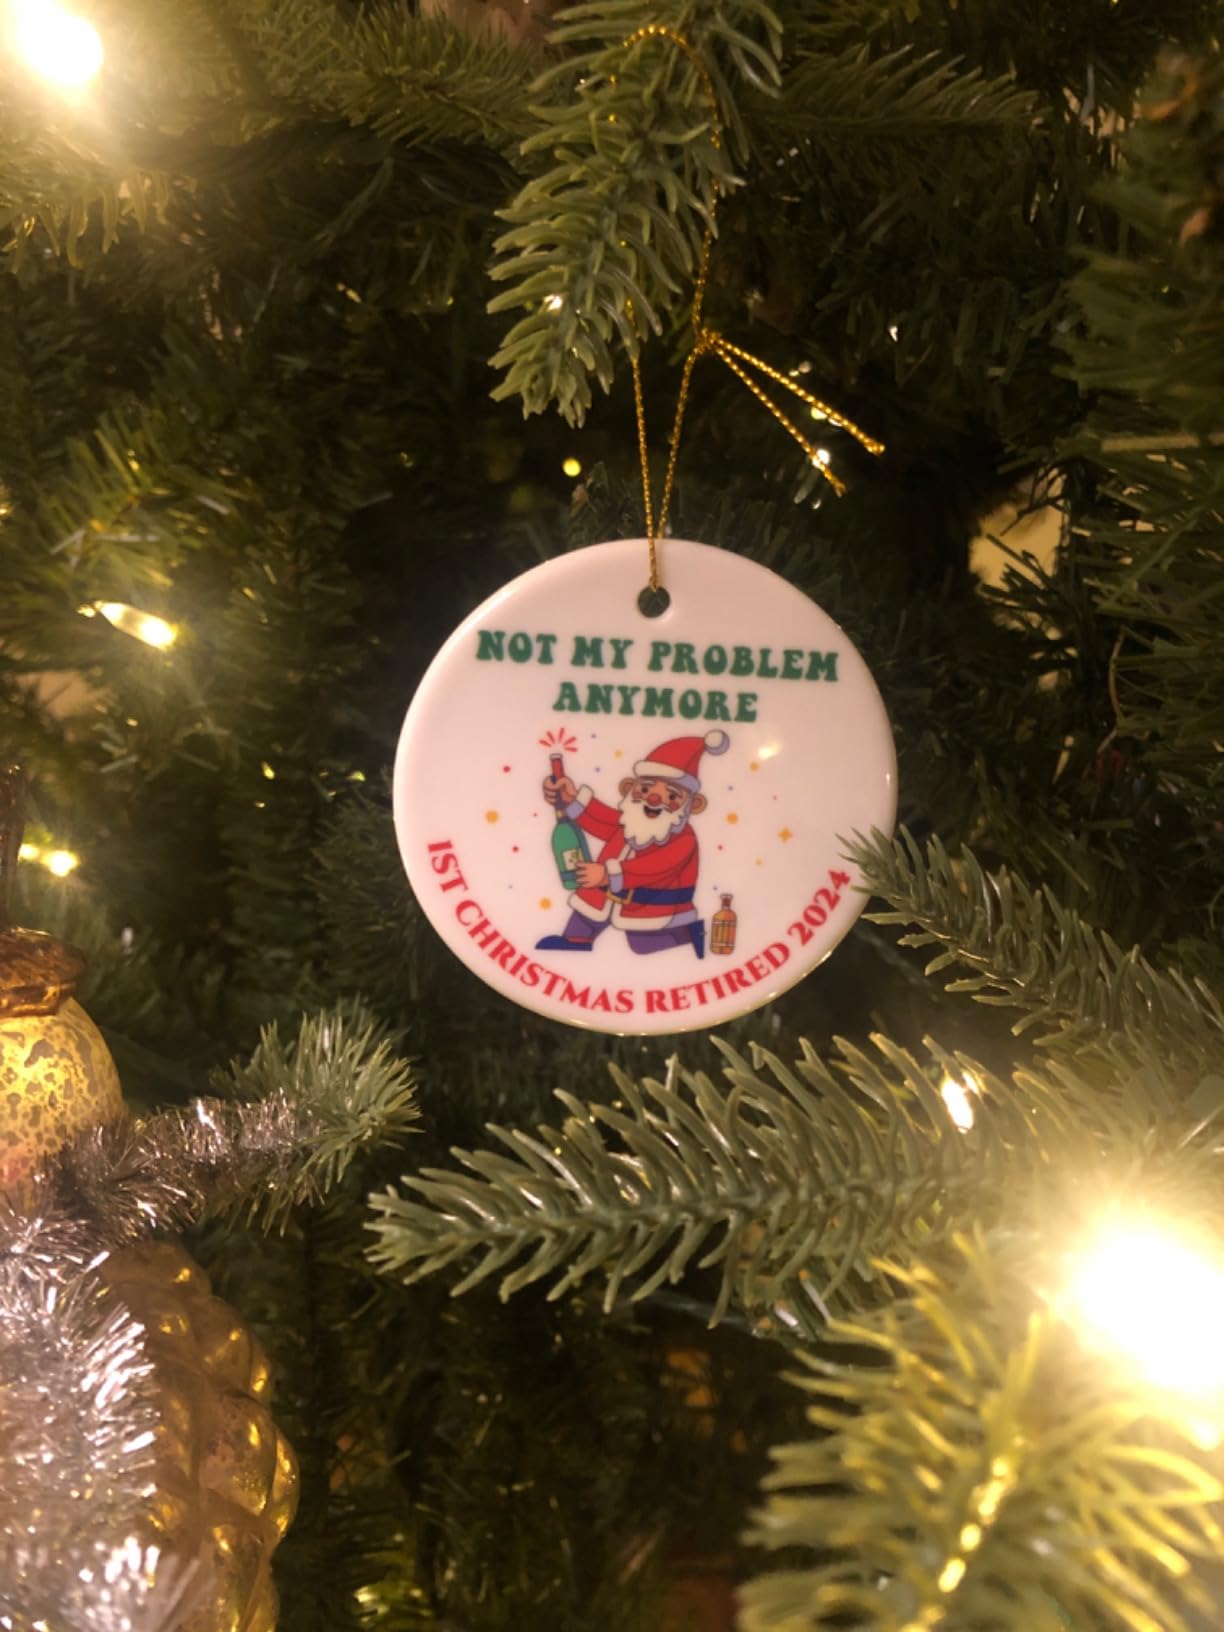 NOT MY PROBLEM
ANYMORE
1ST CHRISTMAS RETIRED 2024